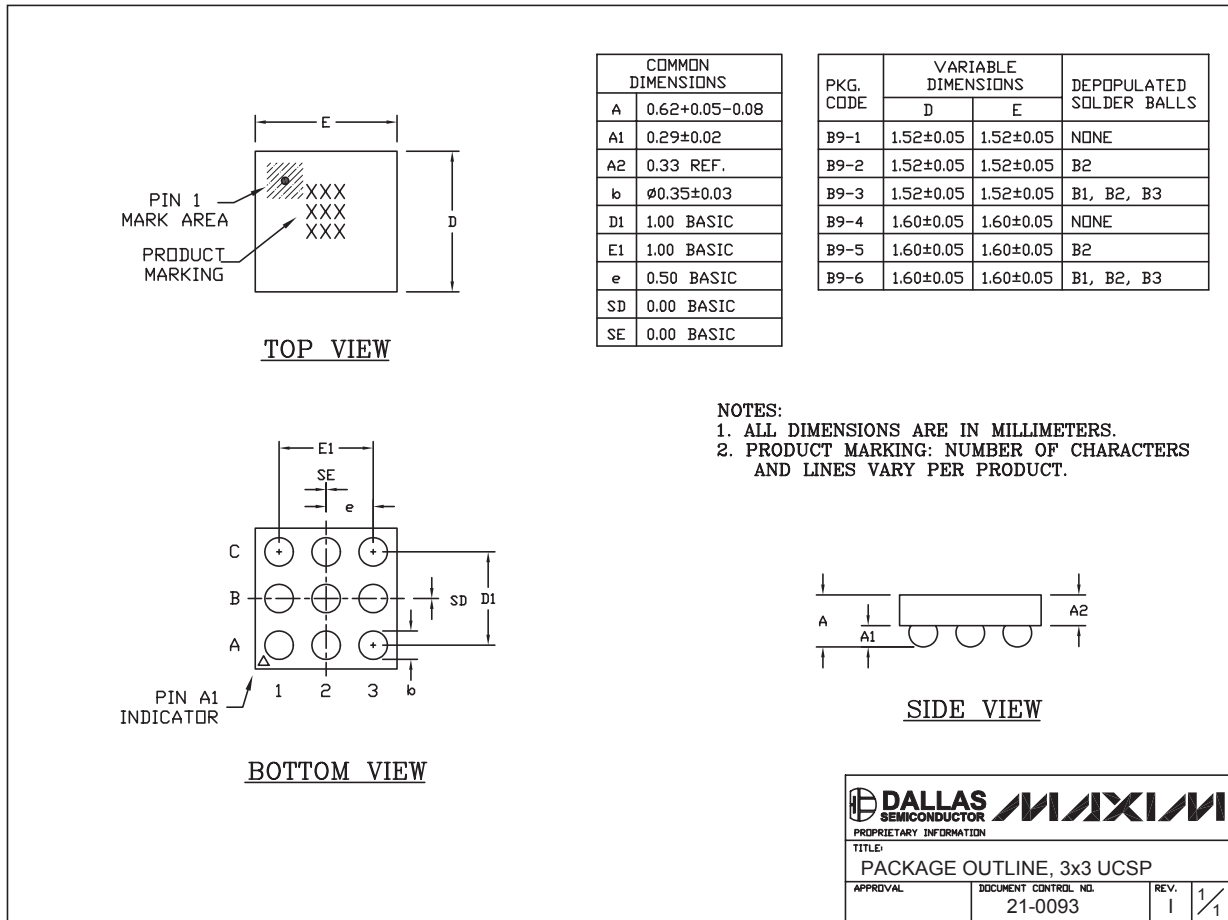 E
D
PIN 1
MARK AREA
PRODUCT
MARKING
XXX
XXX
XXX
TOP VIEW
COMMON
DIMENSIONS
A 0.62+0.05-0.08
A1 0.29±0.02
A2 0.33 REF.
b ø0.35±0.03
D1 1.00 BASIC
E1 1.00 BASIC
e 0.50 BASIC
SD 0.00 BASIC
SE 0.00 BASIC
PKG.
CODE
VARIABLE
DIMENSIONS
D E
DEPOPULATED
SOLDER BALLS
B9-1 1.52±0.05 1.52±0.05 NONE
B9-2 1.52±0.05 1.52±0.05 B2
B9-3 1.52±0.05 1.52±0.05 B1, B2, B3
B9-4 1.60±0.05 1.60±0.05 NONE
B9-5 1.60±0.05 1.60±0.05 B2
B9-6 1.60±0.05 1.60±0.05 B1, B2, B3
NOTES:
1. ALL DIMENSIONS ARE IN MILLIMETERS.
2. PRODUCT MARKING: NUMBER OF CHARACTERS
AND LINES VARY PER PRODUCT.
E1
SE
e
C
B
A
SD D1
1 2 3 b
PIN A1
INDICATOR
BOTTOM VIEW
A
A1
A2
SIDE VIEW
DALLAS
SEMICONDUCTOR
MAXIM
PROPRIETARY INFORMATION
TITLE:
PACKAGE OUTLINE, 3x3 UCSP
APPROVAL
DOCUMENT CONTROL NO.
21-0093
REV.
I
1/1